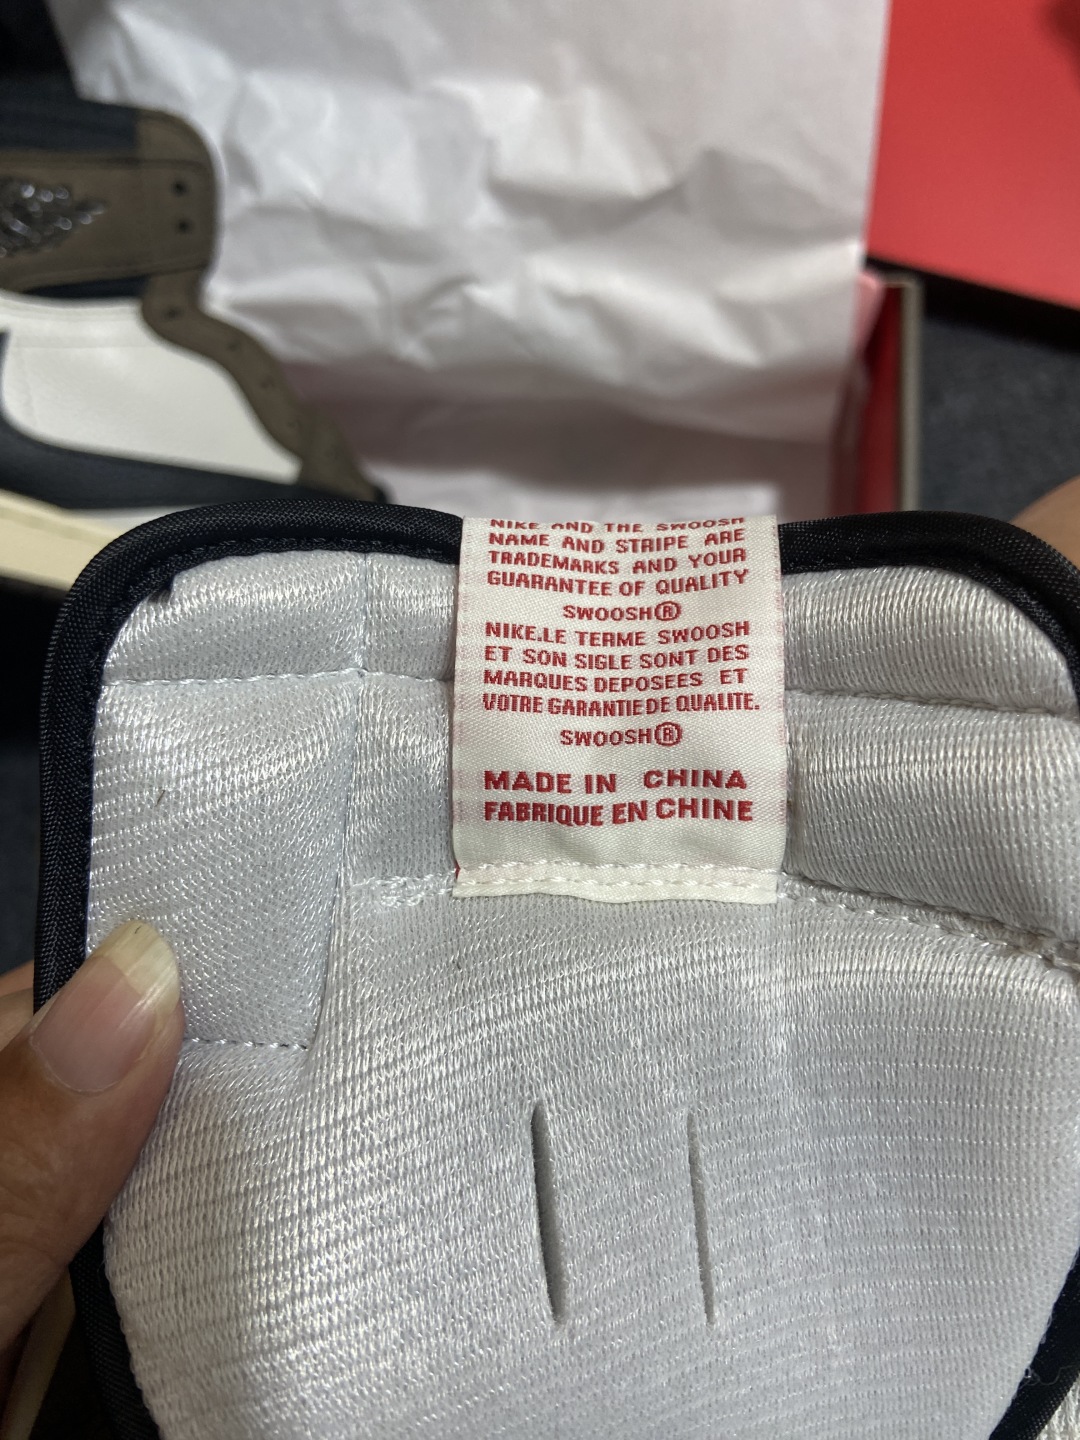 NIKE AND THE SWOOSH
NAME AND STRIPE ARE
TRADEMARKS AND YOUR
GUARANTEE OF QUALITY
SWOOSH®
NIKE.LE TERME SWOOSH
ET SON SIGLE SONT DES
MARQUES DEPOSEES ET
VOTRE GARANTIE DE QUALITE.
SWOOSH®
MADE IN CHINA
FABRIQUE EN CHINE